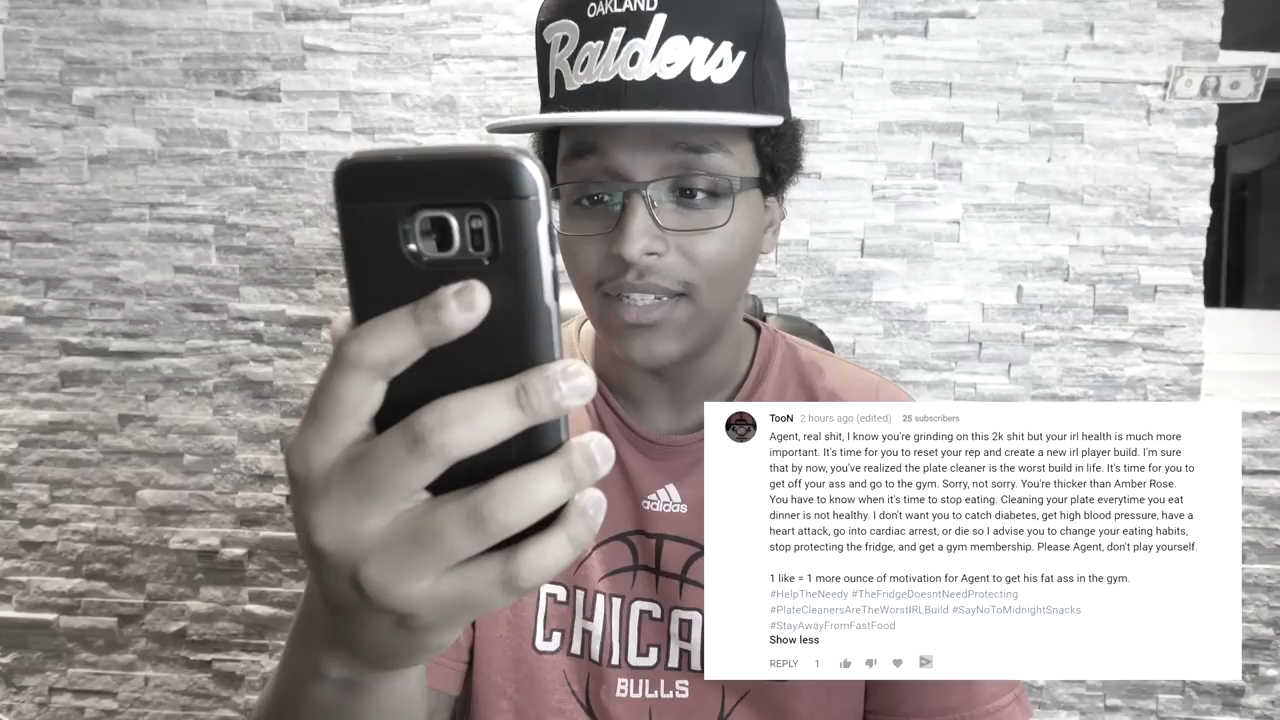 OAKLAND
Raiders
adidas
CHICA
BULLS
TooN 2 hours ago (edited) 25 subscribers
Agent, real shit, I know you're grinding on this 2k shit but your irl health is much more
important. It's time for you to reset your rep and create a new irl player build. I'm sure
that by now, you've realized the plate cleaner is the worst build in life. It's time for you to
get off your ass and go to the gym. Sorry, not sorry. You're thicker than Amber Rose.
You have to know when it's time to stop eating. Cleaning your plate everytime you eat
dinner is not healthy. I don't want you to catch diabetes, get high blood pressure, have a
heart attack, go into cardiac arrest, or die so I advise you to change your eating habits,
stop protecting the fridge, and get a gym membership. Please Agent, don't play yourself.
1 like = 1 more ounce of motivation for Agent to get his fat ass in the gym.
#HelpTheNeedy #TheFridgeDoesntNeedProtecting
#PlateCleanersAreTheWorstIRLBuild #SayNoToMidnightSnacks
#StayAwayFromFastFood
Show less
REPLY 1